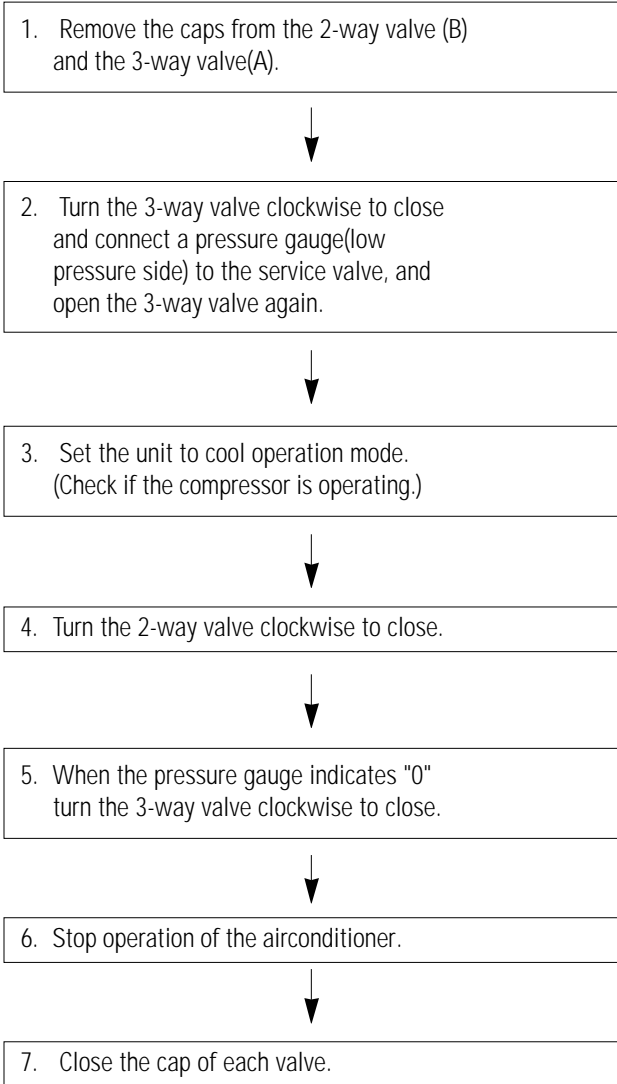 1. Remove the caps from the 2-way valve (B)
and the 3-way valve(A).
2. Turn the 3-way valve clockwise to close
and connect a pressure gauge(low
pressure side) to the service valve, and
open the 3-way valve again.
3. Set the unit to cool operation mode.
(Check if the compressor is operating.)
4. Turn the 2-way valve clockwise to close.
5. When the pressure gauge indicates "0"
turn the 3-way valve clockwise to close.
6. Stop operation of the airconditioner.
7. Close the cap of each valve.